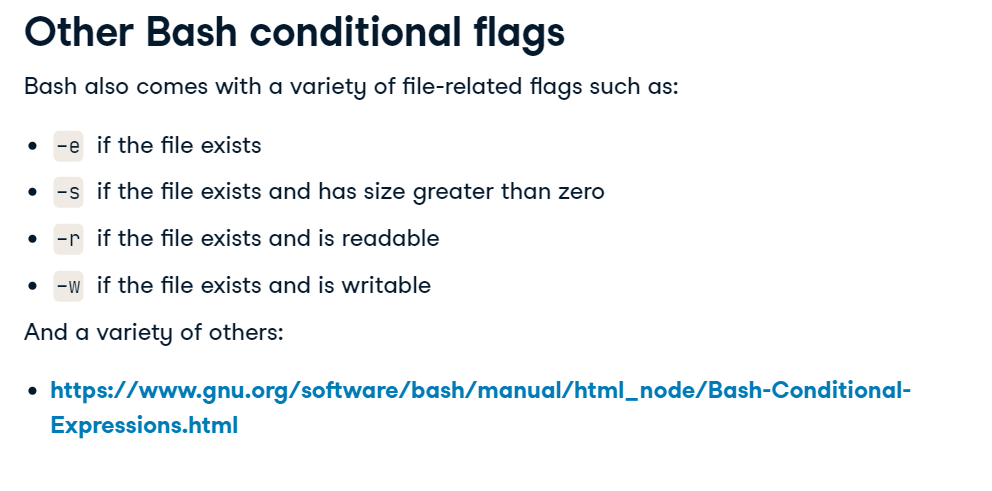 Other Bash conditional flags
Bash also comes with a variety of file-related flags such as:
• -e if the file exists
• -s if the file exists and has size greater than zero
• -r if the file exists and is readable
• -w if the file exists and is writable
And a variety of others:
• https://www.gnu.org/software/bash/manual/html_node/Bash-Conditional-
Expressions.html